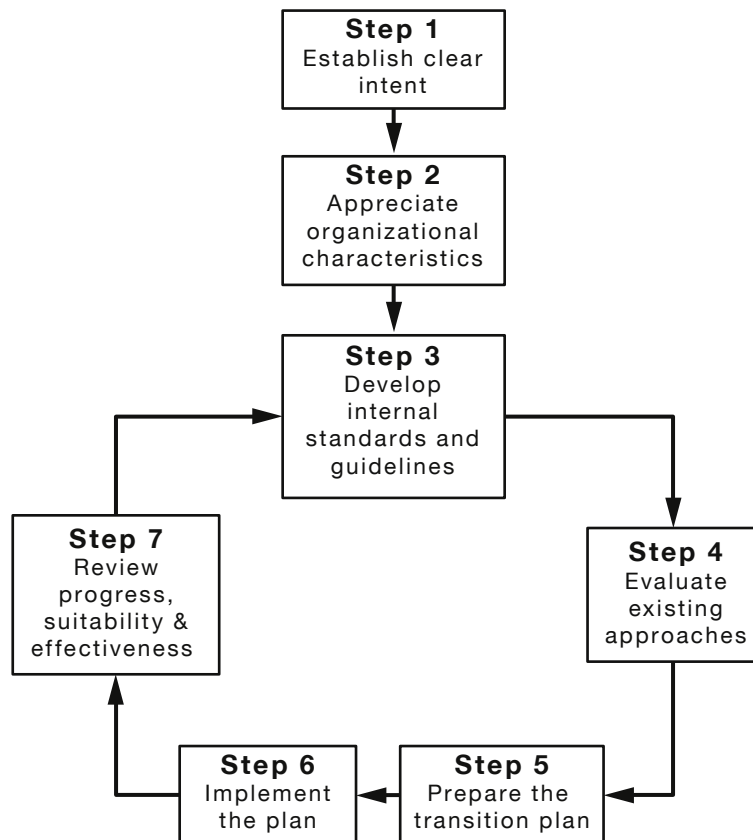 Step 1
Establish clear
intent
Step 2
Appreciate
organizational
characteristics
Step 3
Develop
internal
standards and
guidelines
Step 4
Evaluate
existing
approaches
Step 5
Prepare the
transition plan
Step 6
Implement
the plan
Step 7
Review
progress,
suitability &
effectiveness